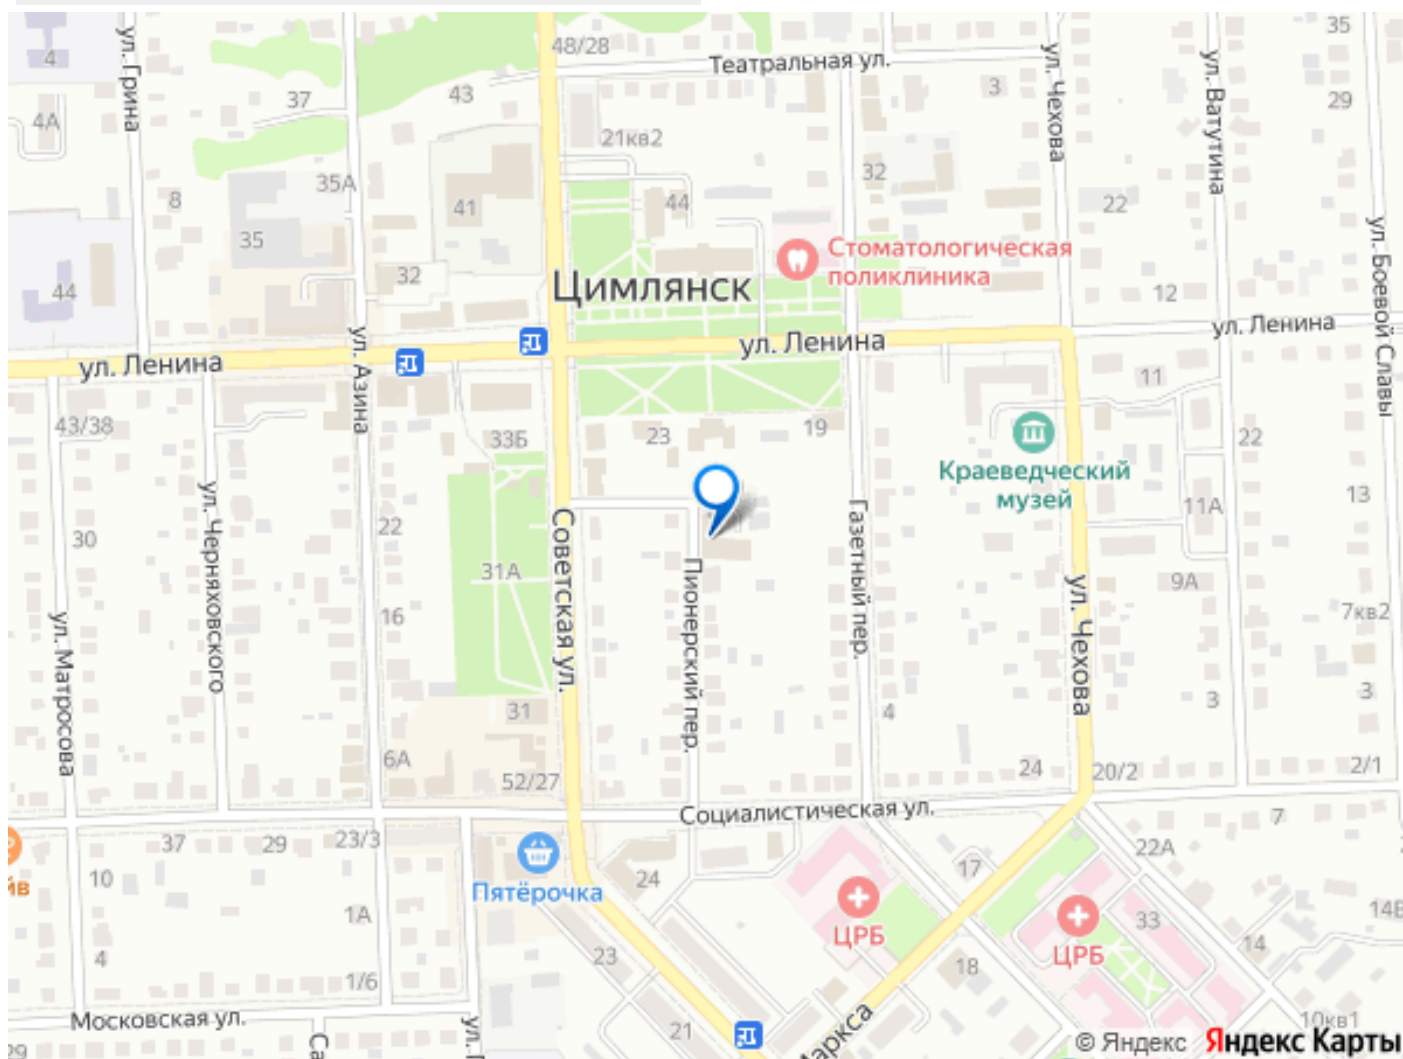 48/28
35
4
ул. Грина
Театральная ул.
ул. Чехова
3
ул. Ватутина
37
43
29
4А
21кв2
35А
32
8
41
44
22
ул. Боевой Славы
35
Стоматологическая
поликлиника
32
44
Цимлянск
12
ул. Ленина
ул. Ленина
ул. Ленина
ул. Азина
11
43/38
33Б
23
19
22
Краеведческий
музей
13
11А
ул. Черняховского
22
30
Советская ул.
Газетный пер.
31А
Пионерский пер.
9А
ул. Чехова
7кв2
16
ул. Матросова
31
4
3
3
6А
52/27
24
20/2
2/1
Социалистическая ул.
7
37
29
23/3
22А
17
Пятёрочка
24
10
1А
ЦРБ
33
14
ЦРБ
4
23
18
1/6
Московская ул.
21
10кв1
29
© Яндекс
Яндекс Карты